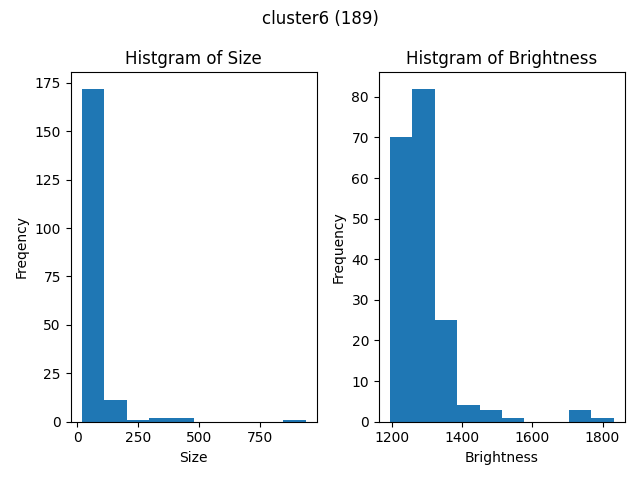 cluster6 (189)
Histgram of Size
Histgram of Brightness
Freqency
175
150
125
100
75
50
25
0
0 250 500 750
Size
Frequency
80
70
60
50
40
30
20
10
0
1200 1400 1600 1800
Brightness